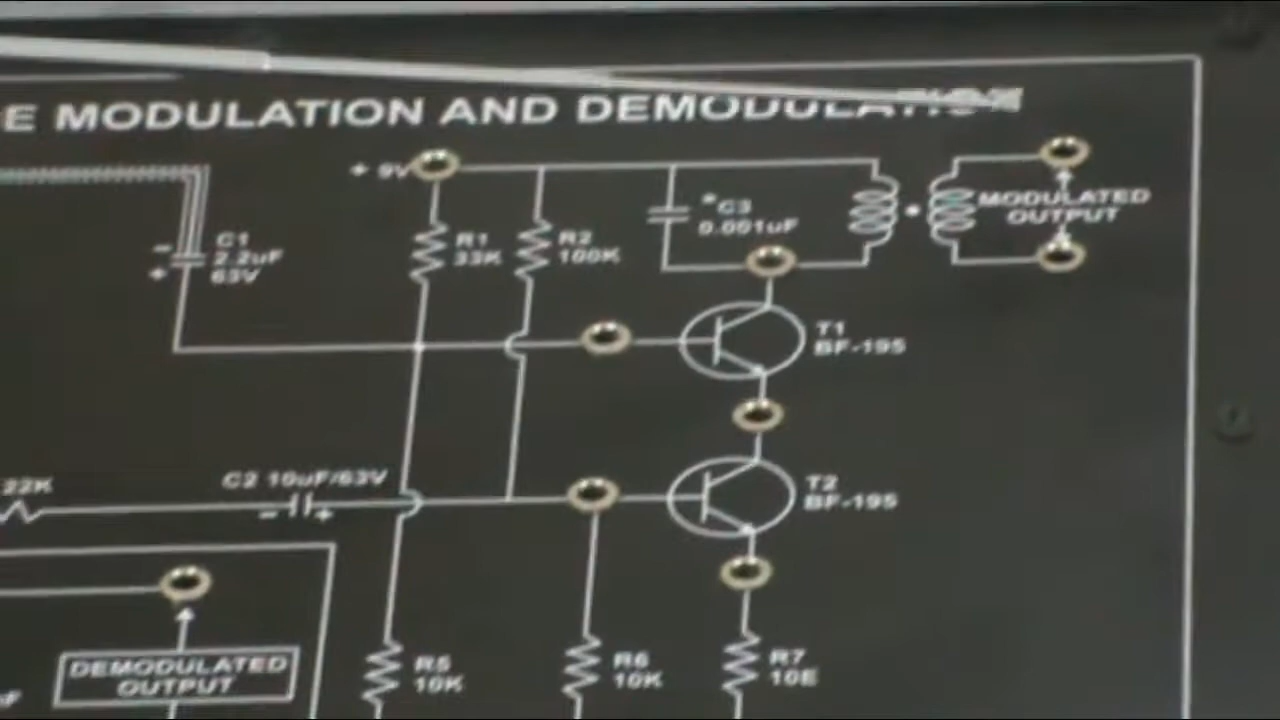 E MODULATION AND DEMODULATION
+ 9V
C1
2.2uF
63V
R1
33K
R2
100K
*C3
0.001uF
MODULATED
OUTPUT
T1
BF-195
22K
C2 10uF/63V
T2
BF-195
DEMODULATED
OUTPUT
R5
10K
R6
10K
R7
10E